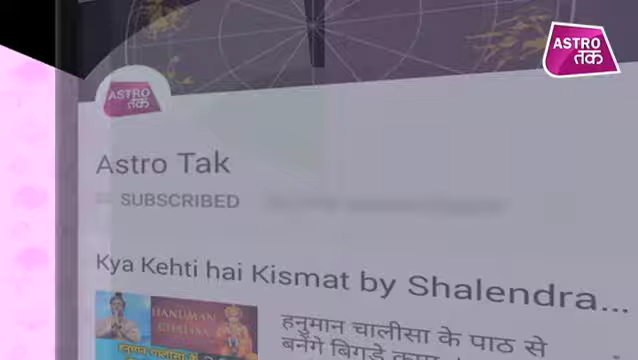 ASTRO
तक
ASTRO
तक
Astro Tak
SUBSCRIBED
Kya Kehti hai Kismat by Shalendra...
HANUMAN
CHALISA
हनुमान चालीसा के पाठ से
बनेंगे बिगड़े काम